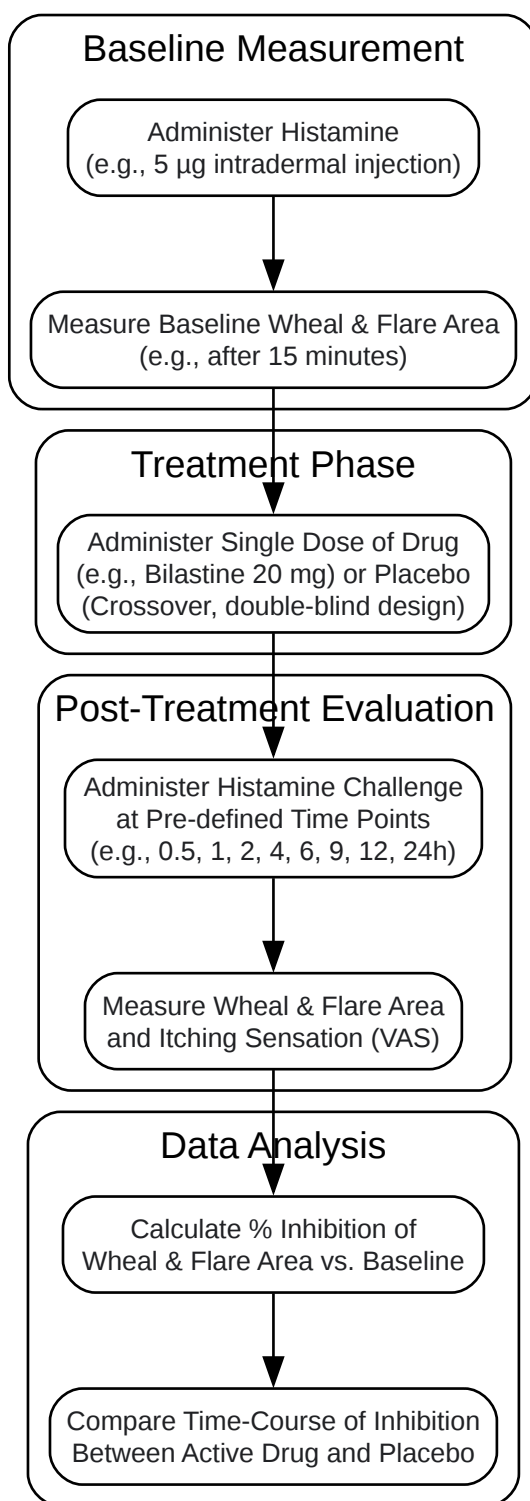 Baseline Measurement
Administer Histamine
(e.g., 5 µg intradermal injection)
Measure Baseline Wheal & Flare Area
(e.g., after 15 minutes)
Treatment Phase
Administer Single Dose of Drug
(e.g., Bilastine 20 mg) or Placebo
(Crossover, double-blind design)
Post-Treatment Evaluation
Administer Histamine Challenge
at Pre-defined Time Points
(e.g., 0.5, 1, 2, 4, 6, 9, 12, 24h)
Measure Wheal & Flare Area
and Itching Sensation (VAS)
Data Analysis
Calculate % Inhibition of
Wheal & Flare Area vs. Baseline
Compare Time-Course of Inhibition
Between Active Drug and Placebo